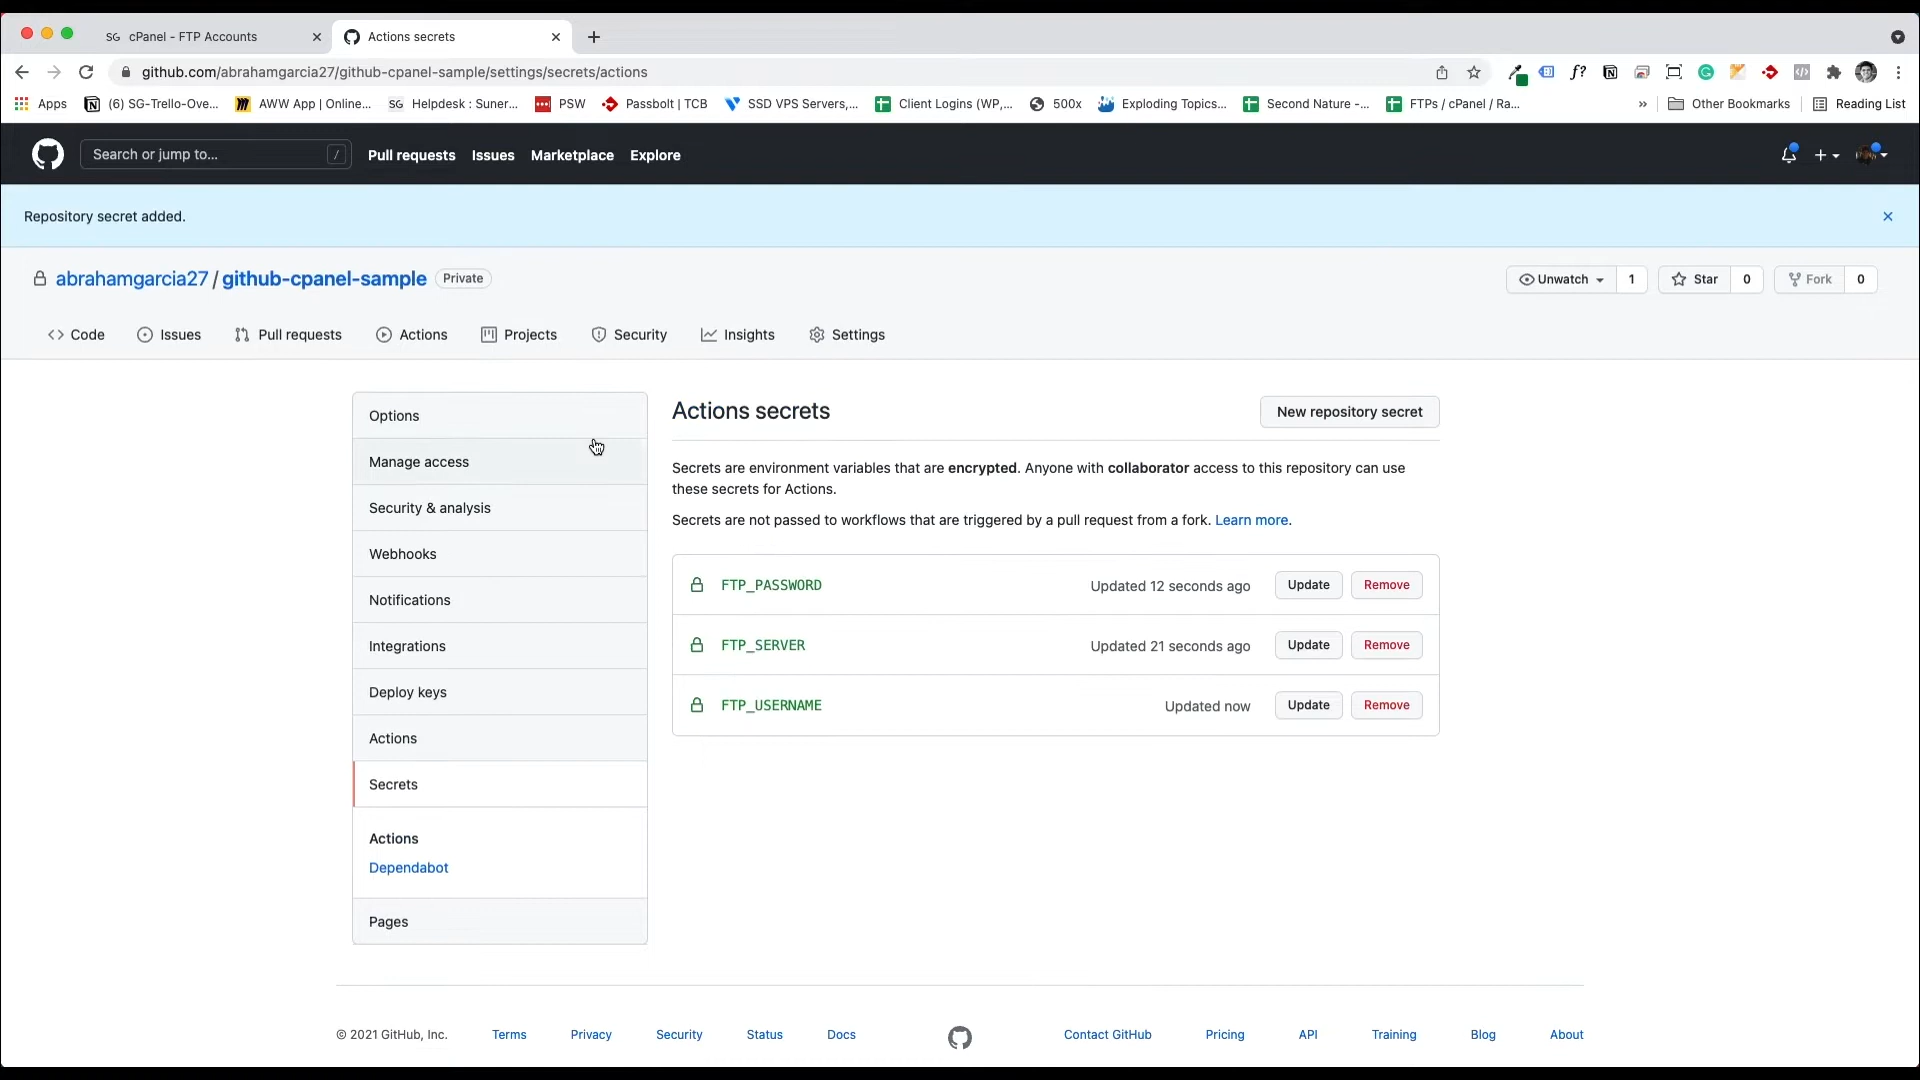 SG cPanel - FTP Accounts
Actions secrets
github.com/abrahamgarcia27/github-cpanel-sample/settings/secrets/actions
Apps
(6) SG-Trello-Ove...
AWW App | Online...
SG Helpdesk : Suner...
PSW
Passbolt | TCB
SSD VPS Servers,...
Client Logins (WP,...
500x
Exploding Topics...
Second Nature -...
FTPs / cPanel / Ra...
»
Other Bookmarks
Reading List
Search or jump to... /
Pull requests
Issues
Marketplace
Explore
Repository secret added.
abrahamgarcia27 / github-cpanel-sample Private
Unwatch 1
Star 0
Fork 0
Code
Issues
Pull requests
Actions
Projects
Security
Insights
Settings
Options
Manage access
Security & analysis
Webhooks
Notifications
Integrations
Deploy keys
Actions
Secrets
Actions
Dependabot
Pages
Actions secrets
New repository secret
Secrets are environment variables that are encrypted. Anyone with collaborator access to this repository can use
these secrets for Actions.
Secrets are not passed to workflows that are triggered by a pull request from a fork. Learn more.
FTP_PASSWORD Updated 12 seconds ago Update Remove
FTP_SERVER Updated 21 seconds ago Update Remove
FTP_USERNAME Updated now Update Remove
© 2021 GitHub, Inc.
Terms
Privacy
Security
Status
Docs
Contact GitHub
Pricing
API
Training
Blog
About